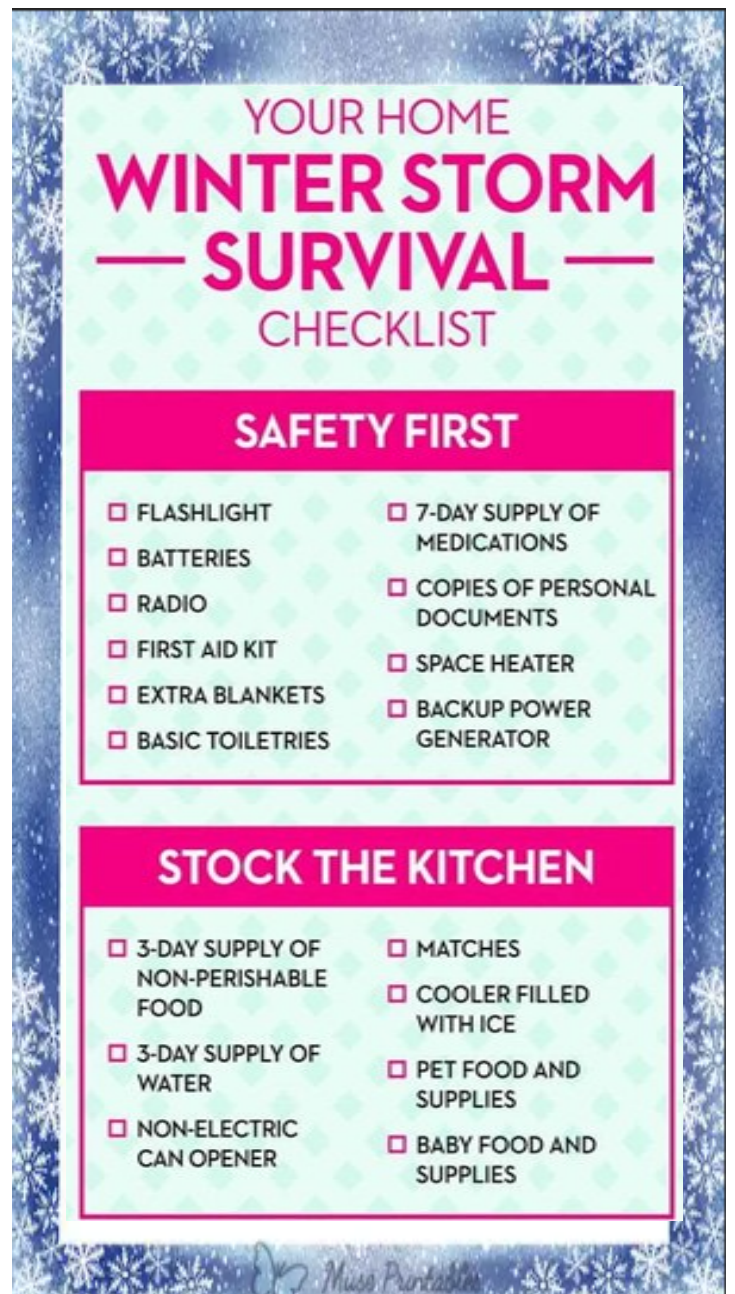 YOUR HOME
WINTER STORM
SURVIVAL
CHECKLIST
SAFETY FIRST
FLASHLIGHT
BATTERIES
RADIO
FIRST AID KIT
EXTRA BLANKETS
BASIC TOILETRIES
7-DAY SUPPLY OF
MEDICATIONS
COPIES OF PERSONAL
DOCUMENTS
SPACE HEATER
BACKUP POWER
GENERATOR
STOCK THE KITCHEN
3-DAY SUPPLY OF
NON-PERISHABLE
FOOD
3-DAY SUPPLY OF
WATER
NON-ELECTRIC
CAN OPENER
MATCHES
COOLER FILLED
WITH ICE
PET FOOD AND
SUPPLIES
BABY FOOD AND
SUPPLIES
Muse Printables